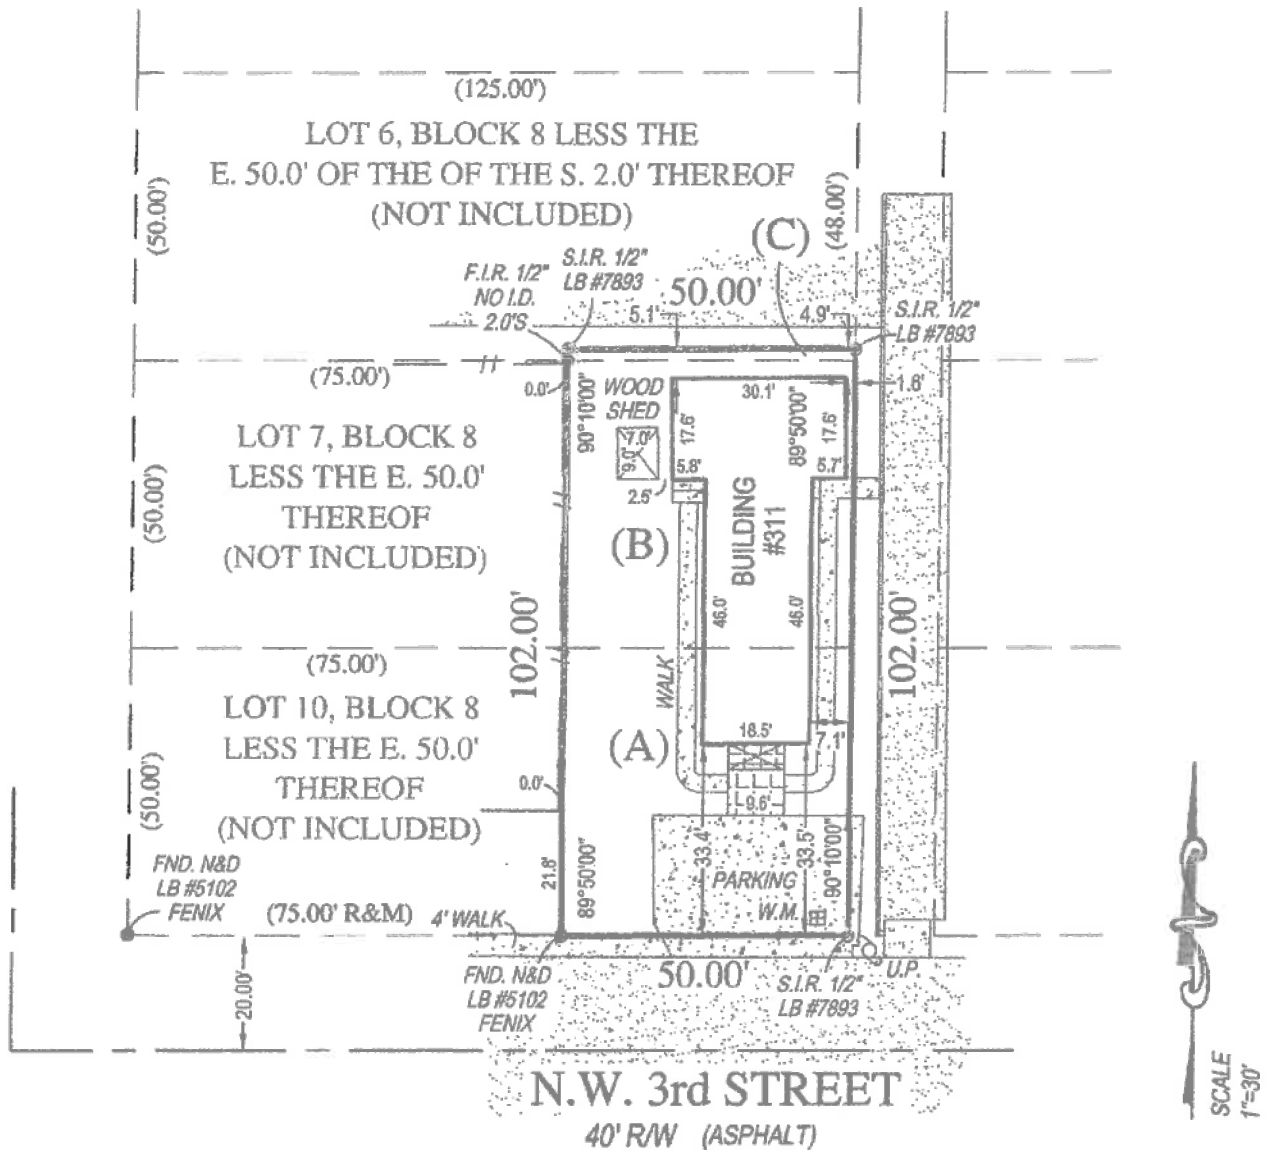 (125.00')
LOT 6, BLOCK 8 LESS THE
E. 50.0' OF THE OF THE S. 2.0' THEREOF
(NOT INCLUDED)
(50.00')
(48.00')
(C)
F.I.R. 1/2"
NO I.D.
2.0'S
S.I.R. 1/2"
LB #7893
50.00'
5.1'
4.9'
S.I.R. 1/2"
LB #7893
(75.00')
0.0'
90°10'00"
WOOD
SHED
7.0'
9.0'
30.1'
1.6'
17.6'
89°50'00"
17.6'
5.8'
5.7'
2.5'
LOT 7, BLOCK 8
LESS THE E. 50.0'
THEREOF
(NOT INCLUDED)
(50.00')
BUILDING
#311
(B)
46.0'
46.0'
102.00'
102.00'
(75.00')
WALK
LOT 10, BLOCK 8
LESS THE E. 50.0'
THEREOF
(NOT INCLUDED)
(50.00')
(A)
18.5'
7.1'
0.0'
9.6'
33.4'
33.5'
21.8'
89°50'00"
90°10'00"
PARKING
W.M.
FND. N&D
LB #5102
FENIX
(75.00' R&M)
4' WALK
20.00'
FND. N&D
LB #5102
FENIX
50.00'
S.I.R. 1/2"
LB #7893
U.P.
N.W. 3rd STREET
40' R/W (ASPHALT)
SCALE
1"=30'